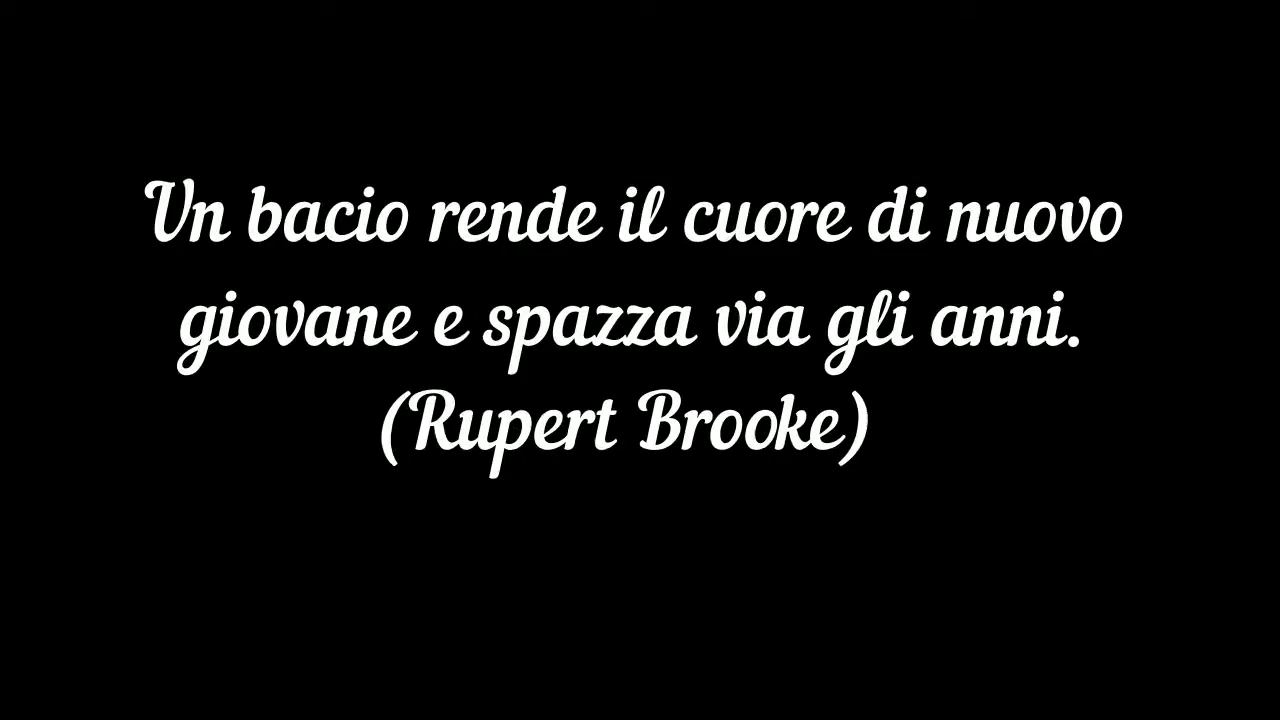 Un bacio rende il cuore di nuovo
giovane e spazza via gli anni.
(Rupert Brooke)